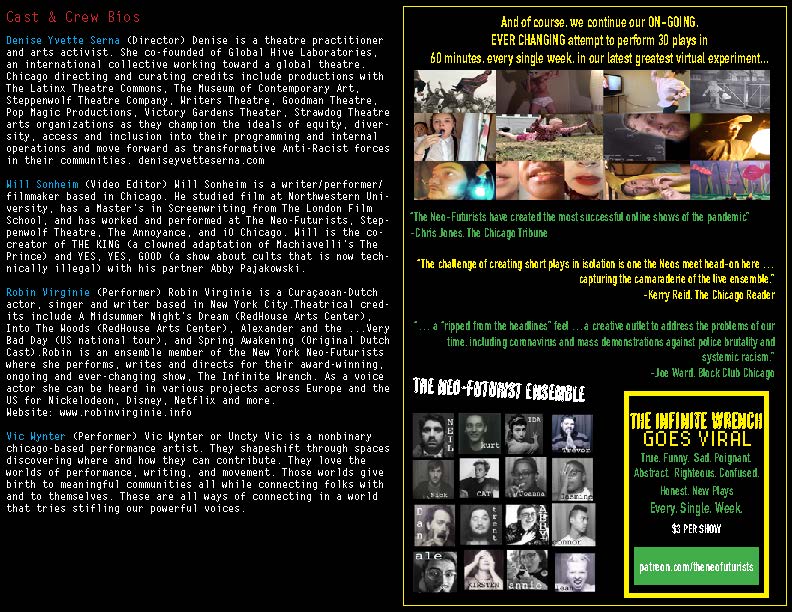 Cast & Crew Bios
Denise Yvette Serna (Director) Denise is a theatre practitioner
and arts activist. She co-founded of Global Hive Laboratories,
an international collective working toward a global theatre.
Chicago directing and curating credits include productions with
The Latinx Theatre Commons, The Museum of Contemporary Art,
Steppenwolf Theatre Company, Writers Theatre, Goodman Theatre,
Pop Magic Productions, Victory Gardens Theater, Strawdog Theatre
arts organizations as they champion the ideals of equity, diver-
sity, access and inclusion into their programming and internal
operations and move forward as transformative Anti-Racist forces
in their communities. deniseyvetteserna.com
Will Sonheim (Video Editor) Will Sonheim is a writer/performer/
filmmaker based in Chicago. He studied film at Northwestern Uni-
versity, has a Master's in Screenwriting from The London Film
School, and has worked and performed at The Neo-Futurists, Step-
penwolf Theatre, The Annoyance, and iO Chicago. Will is the co-
creator of THE KING (a clowned adaptation of Machiavelli's The
Prince) and YES, YES, GOOD (a show about cults that is now tech-
nically illegal) with his partner Abby Pajakowski.
Robin Virginie (Performer) Robin Virginie is a Curaçaoan-Dutch
actor, singer and writer based in New York City.Theatrical cred-
its include A Midsummer Night's Dream (RedHouse Arts Center),
Into The Woods (RedHouse Arts Center), Alexander and the ...Very
Bad Day (US national tour), and Spring Awakening (Original Dutch
Cast).Robin is an ensemble member of the New York Neo-Futurists
where she performs, writes and directs for their award-winning,
ongoing and ever-changing show, The Infinite Wrench. As a voice
actor she can be heard in various projects across Europe and the
US for Nickelodeon, Disney, Netflix and more.
Website: www.robinvirginie.info
Vic Wynter (Performer) Vic Wynter or Uncty Vic is a nonbinary
chicago-based performance artist. They shapeshift through spaces
discovering where and how they can contribute. They love the
worlds of performance, writing, and movement. Those worlds give
birth to meaningful communities all while connecting folks with
and to themselves. These are all ways of connecting in a world
that tries stifling our powerful voices.
And of course, we continue our ON-GOING,
EVER CHANGING attempt to perform 30 plays in
60 minutes, every single week, in our latest greatest virtual experiment...
"The Neo-Futurists have created the most successful online shows of the pandemic"
-Chris Jones, The Chicago Tribune
"The challenge of creating short plays in isolation is one the Neos meet head-on here ...
capturing the camaraderie of the live ensemble."
-Kerry Reid, The Chicago Reader
"... a "ripped from the headlines" feel ...a creative outlet to address the problems of our
time, including coronavirus and mass demonstrations against police brutality and
systemic racism."
-Joe Ward, Block Club Chicago
THE NEO-FUTURIST ENSEMBLE
NEIL
kurt
IDA
Trevor
Nick
CAT
Joanna
Jasmine
Dan
trent
ABBY
connor
ale
KIRSTEN
annie
leah
THE INFINITE WRENCH
GOES VIRAL
True. Funny. Sad. Poignant.
Abstract. Righteous. Confused.
Honest. New Plays
Every. Single. Week.
$3 PER SHOW
patreon.com/theneofuturists